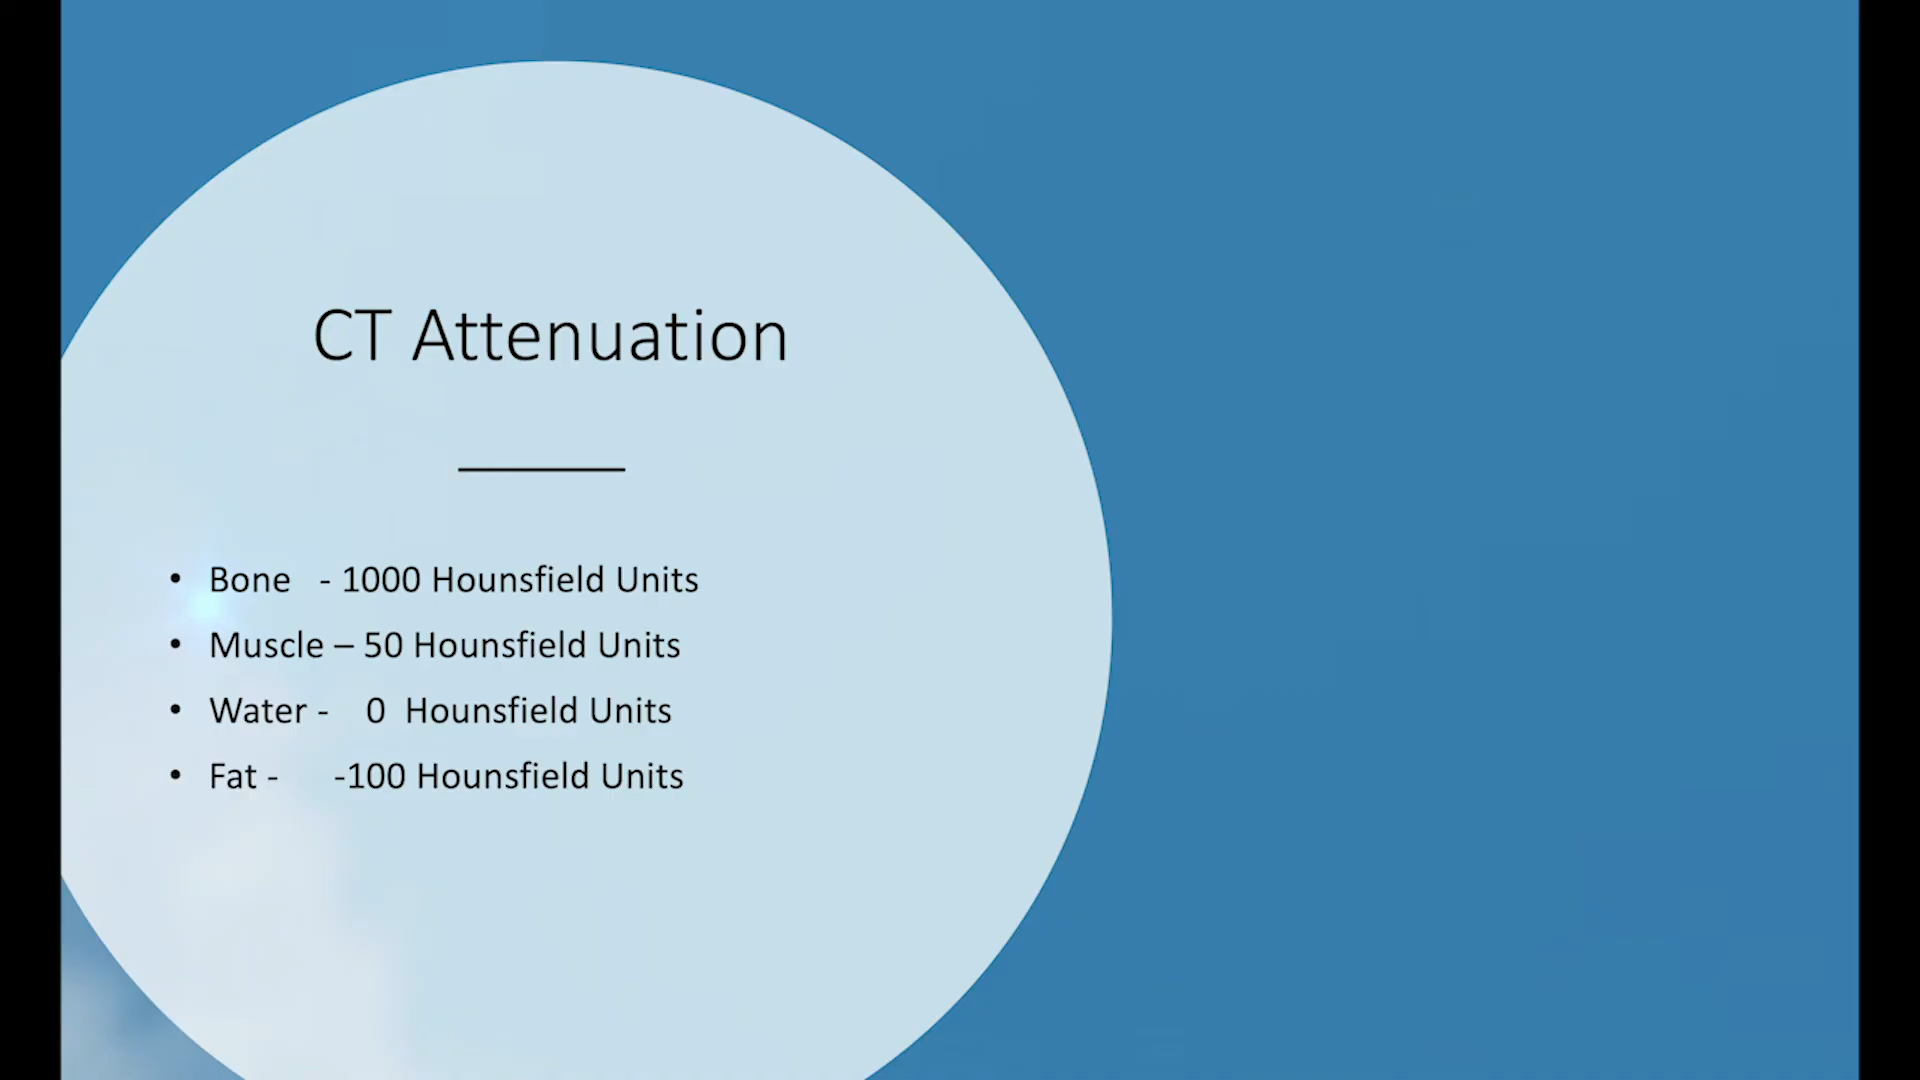 CT Attenuation
• Bone - 1000 Hounsfield Units
• Muscle – 50 Hounsfield Units
• Water - 0 Hounsfield Units
• Fat - -100 Hounsfield Units